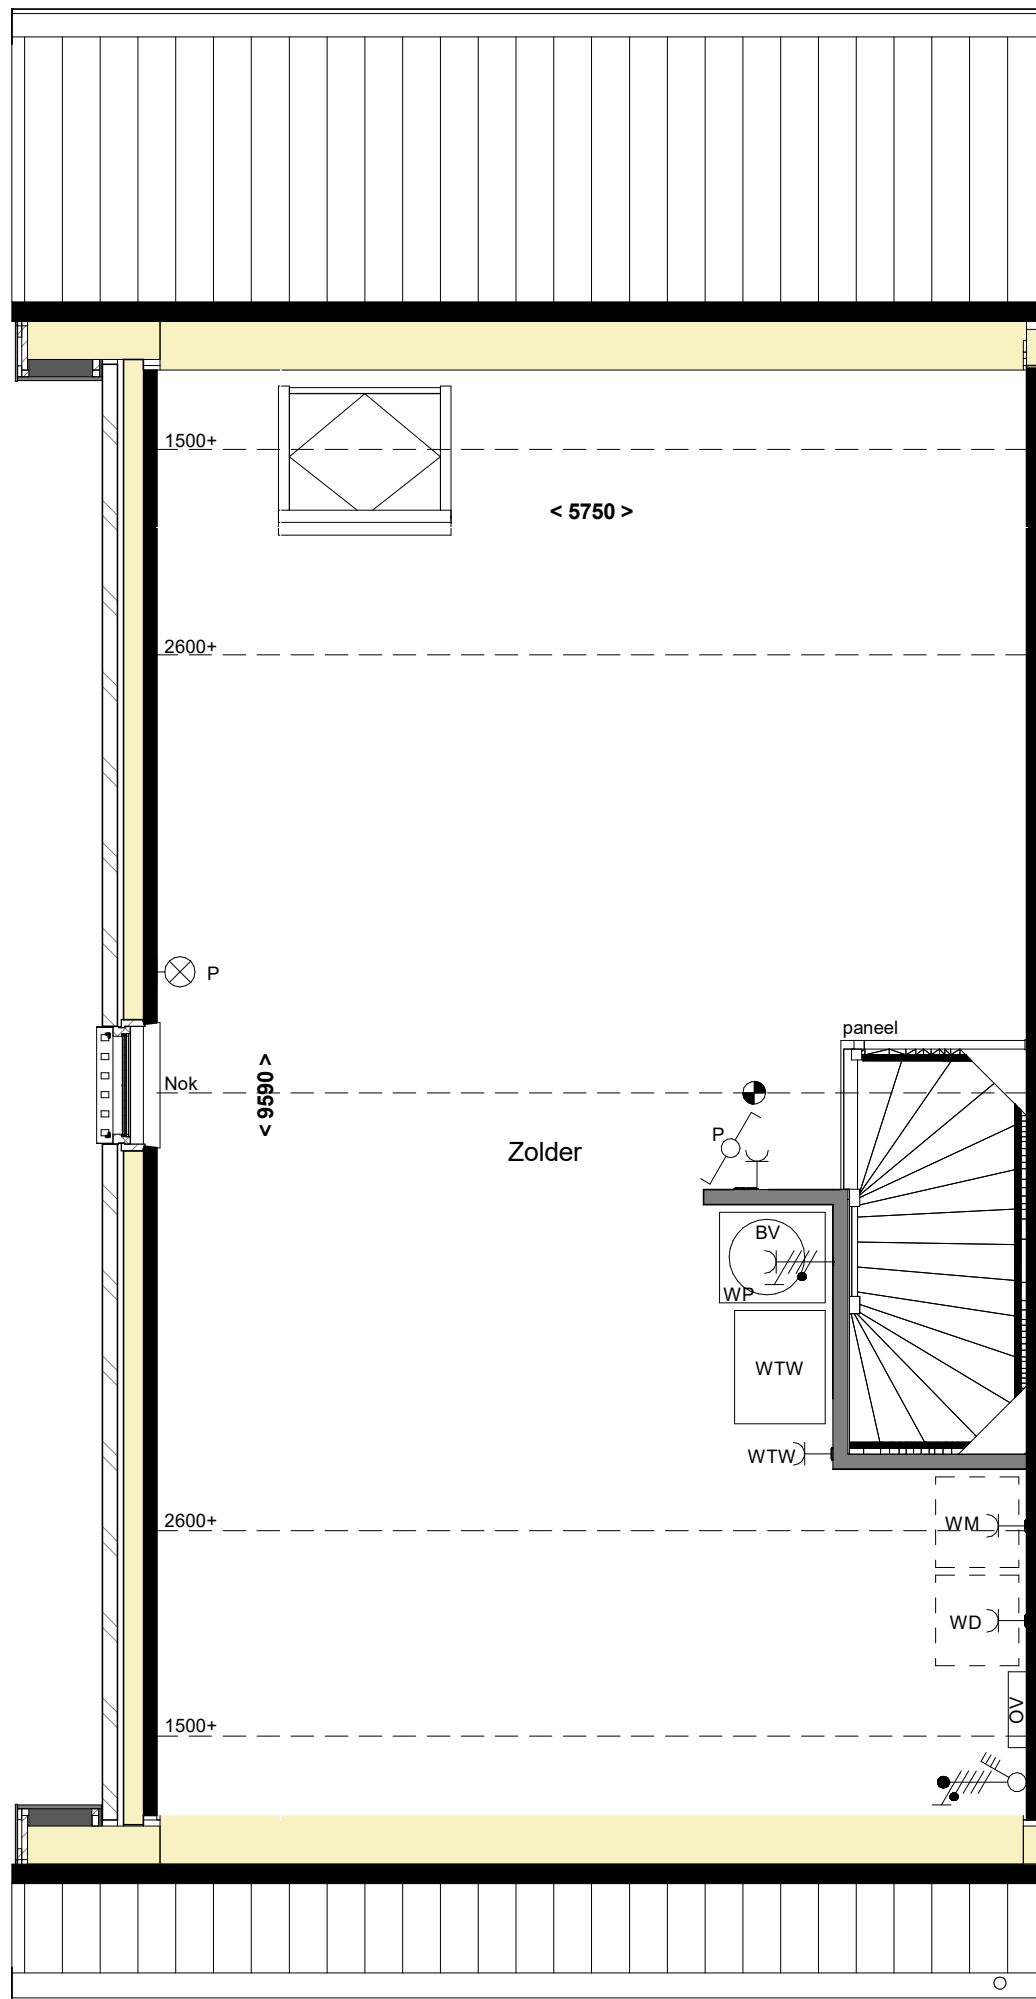 1500+
< 5750 >
2600+
P
paneel
Nok
< 9590 >
P
Zolder
BV
WP
WTW
WTW
2600+
WM
WD
OV
1500+